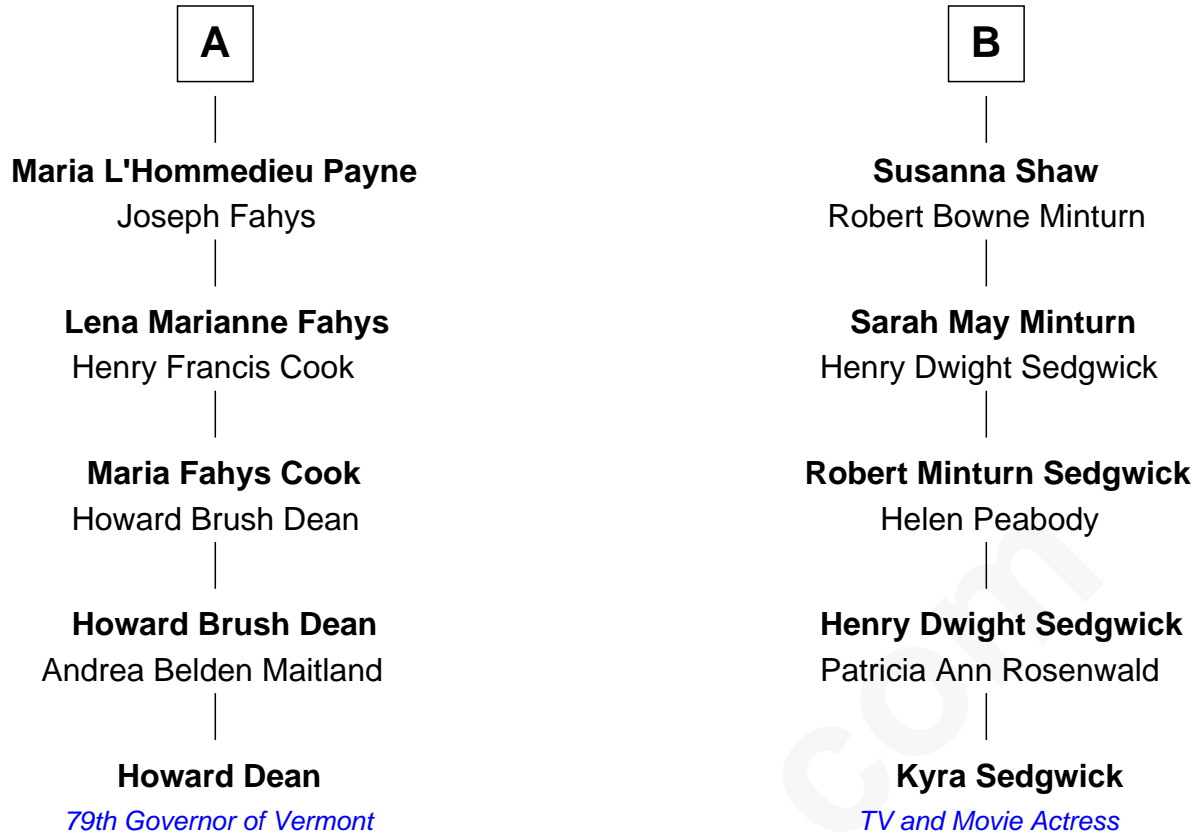 A
Maria L'Hommedieu Payne
Joseph Fahys
Lena Marianne Fahys
Henry Francis Cook
Maria Fahys Cook
Howard Brush Dean
Howard Brush Dean
Andrea Belden Maitland
Howard Dean
79th Governor of Vermont
B
Susanna Shaw
Robert Bowne Minturn
Sarah May Minturn
Henry Dwight Sedgwick
Robert Minturn Sedgwick
Helen Peabody
Henry Dwight Sedgwick
Patricia Ann Rosenwald
Kyra Sedgwick
TV and Movie Actress
com